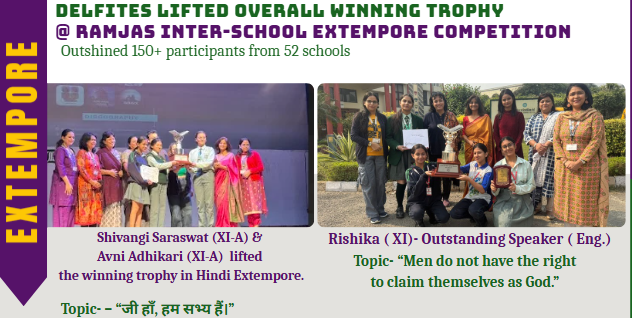 DELFITES LIFTED OVERALL WINNING TROPHY
@ RAMJAS INTER-SCHOOL EXTEMPORE COMPETITION
Outshined 150+ participants from 52 schools
EXTEMPORE
Shivangi Saraswat (XI-A) &
Avni Adhikari (XI-A) lifted
the winning trophy in Hindi Extempore.
Topic- – “जी हाँ, हम सभ्य हैं।”
Rishika ( XI)- Outstanding Speaker ( Eng.)
Topic- “Men do not have the right
to claim themselves as God.”